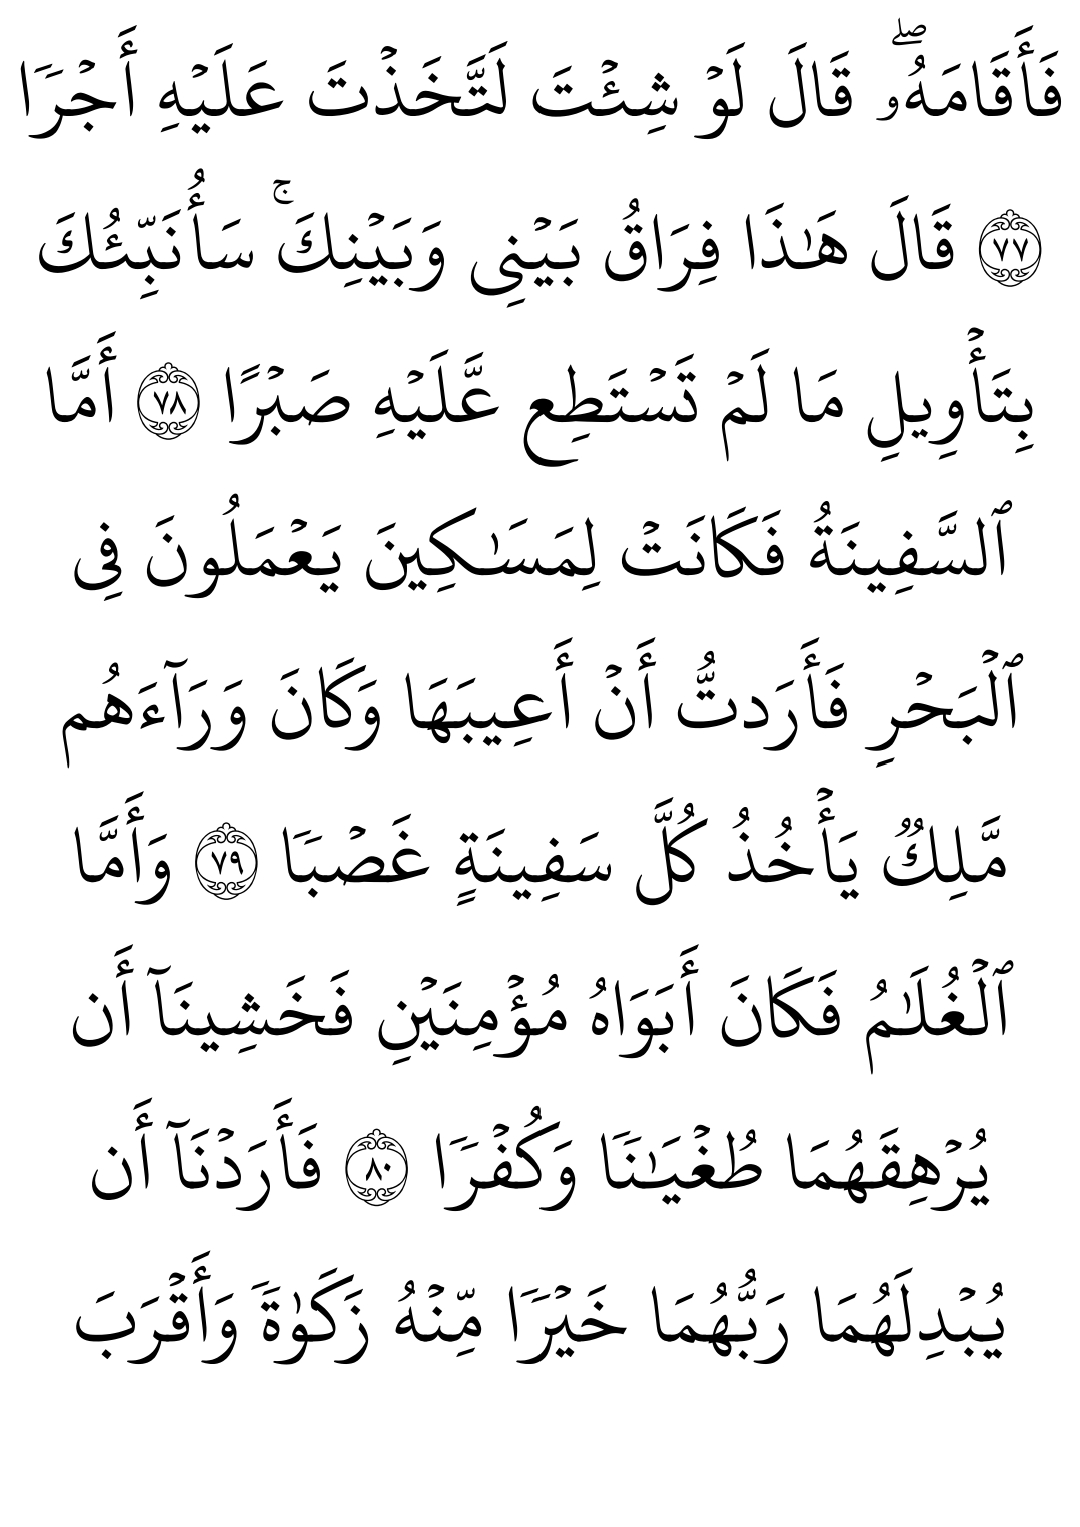 فَأَقَامَهُۥۖ قَالَ لَوۡ شِئۡتَ لَتَّخَذۡتَ عَلَيۡهِ أَجۡرٗا
٧٧ قَالَ هَٰذَا فِرَاقُ بَيۡنِي وَبَيۡنِكَۚ سَأُنَبِّئُكَ
بِتَأۡوِيلِ مَا لَمۡ تَسۡتَطِع عَّلَيۡهِ صَبۡرًا ٧٨ أَمَّا
ٱلسَّفِينَةُ فَكَانَتۡ لِمَسَٰكِينَ يَعۡمَلُونَ فِي
ٱلۡبَحۡرِ فَأَرَدتُّ أَنۡ أَعِيبَهَا وَكَانَ وَرَآءَهُم
مَّلِكٞ يَأۡخُذُ كُلَّ سَفِينَةٍ غَصۡبٗا ٧٩ وَأَمَّا
ٱلۡغُلَٰمُ فَكَانَ أَبَوَاهُ مُؤۡمِنَيۡنِ فَخَشِينَآ أَن
يُرۡهِقَهُمَا طُغۡيَٰنٗا وَكُفۡرٗا ٨٠ فَأَرَدۡنَآ أَن
يُبۡدِلَهُمَا رَبُّهُمَا خَيۡرٗا مِّنۡهُ زَكَوٰةٗ وَأَقۡرَبَ